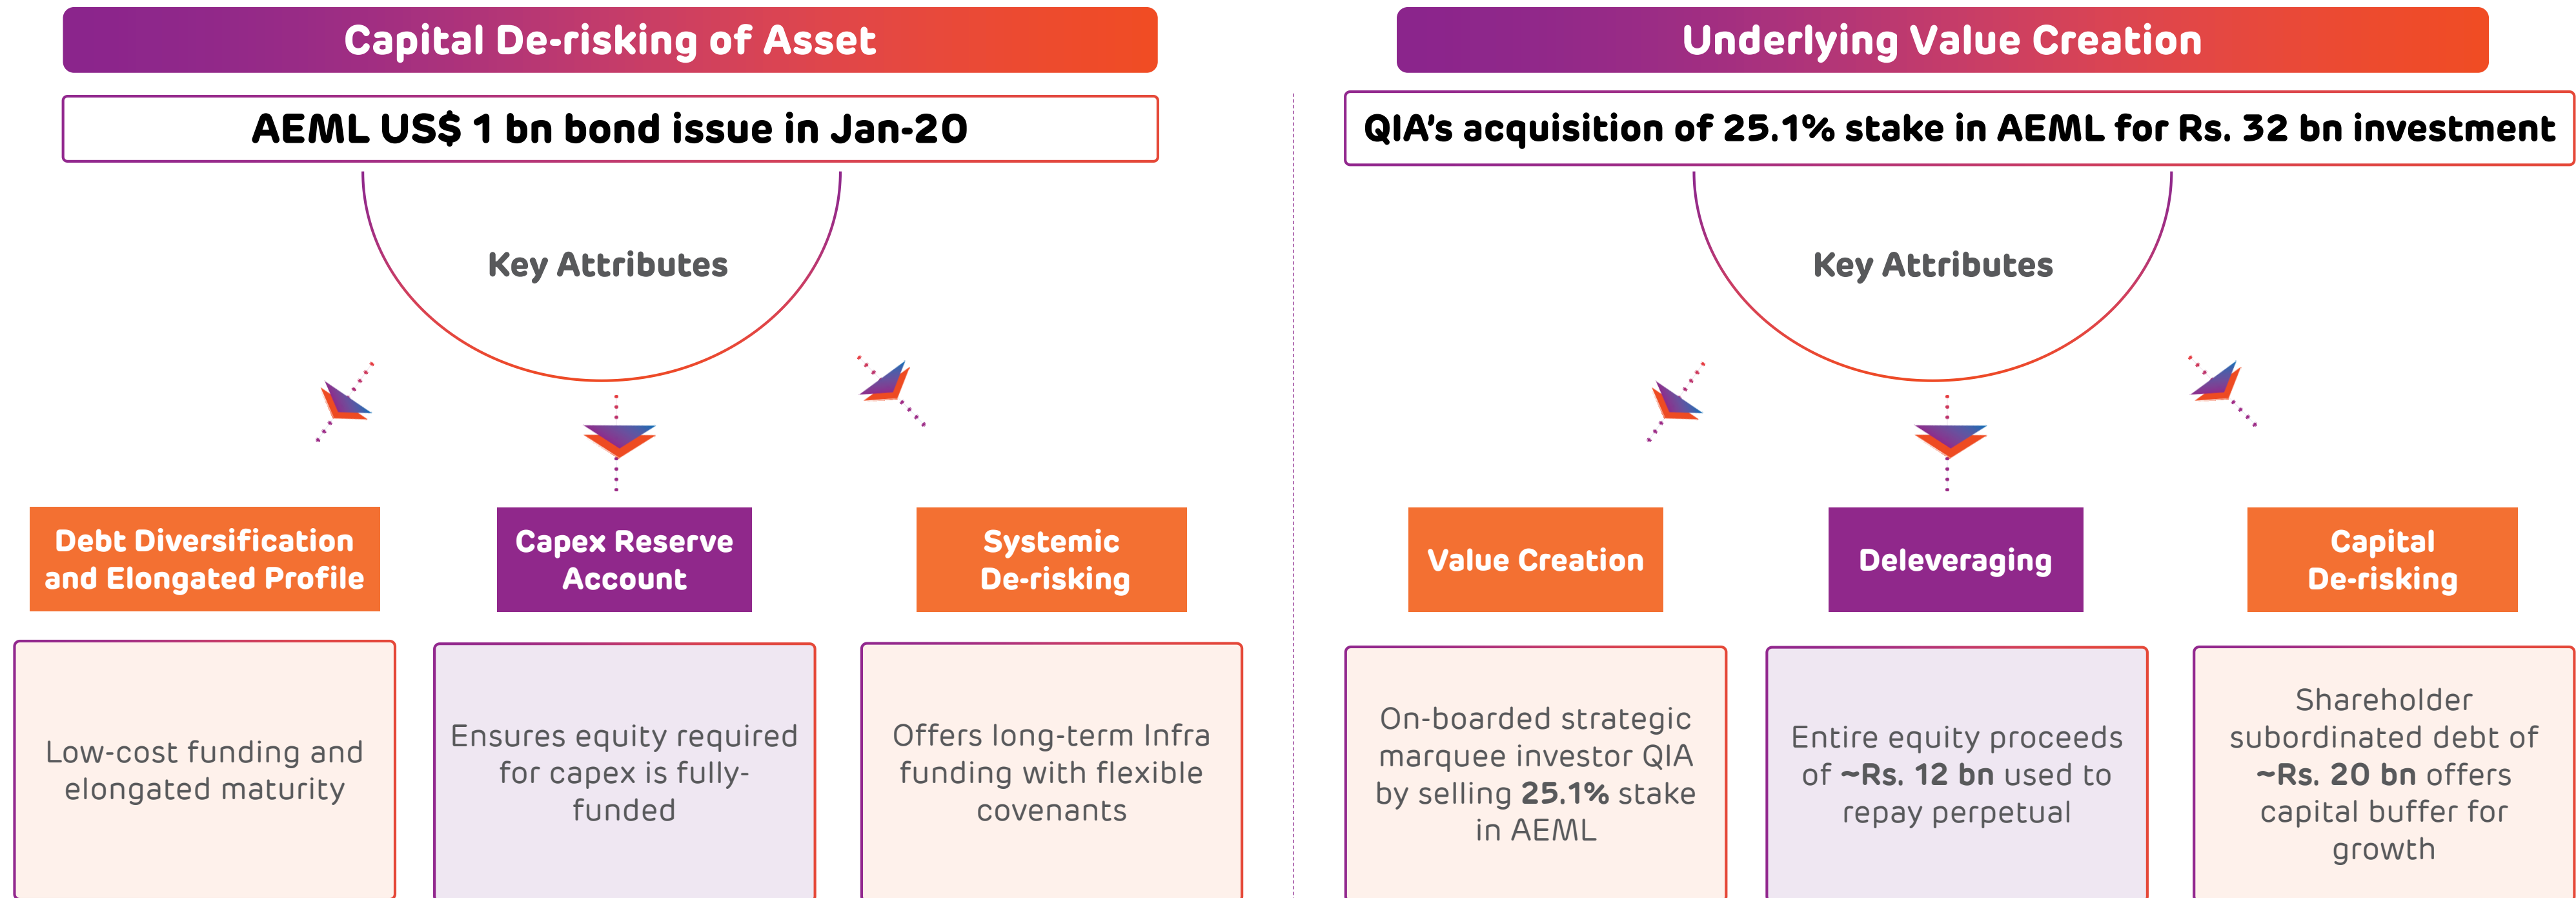 Capital De-risking of Asset
AEML US$ 1 bn bond issue in Jan-20
Key Attributes
Debt Diversification
and Elongated Profile
Low-cost funding and
elongated maturity
Capex Reserve
Account
Ensures equity required
for capex is fully-
funded
Systemic
De-risking
Offers long-term Infra
funding with flexible
covenants
Underlying Value Creation
QIA's acquisition of 25.1% stake in AEML for Rs. 32 bn investment
Key Attributes
Value Creation
On-boarded strategic
marquee investor QIA
by selling 25.1% stake
in AEML
Deleveraging
Entire equity proceeds
of ~Rs. 12 bn used to
repay perpetual
Capital
De-risking
Shareholder
subordinated debt of
~Rs. 20 bn offers
capital buffer for
growth